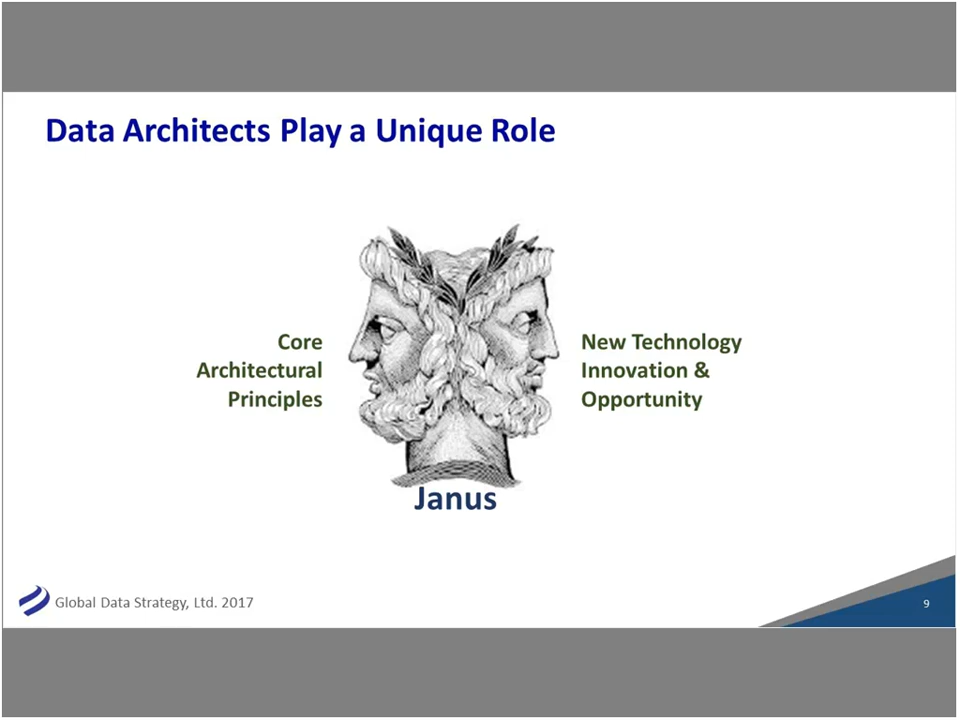 Data Architects Play a Unique Role
Core
Architectural
Principles
New Technology
Innovation &
Opportunity
Janus
Global Data Strategy, Ltd. 2017
9